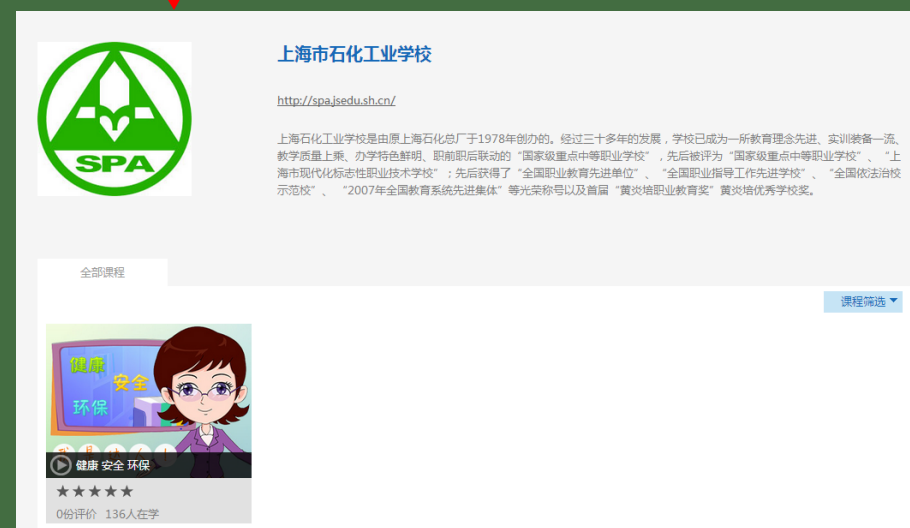 上海市石化工业学校
SPA
http://spa.jsedu.sh.cn/
上海石化工业学校是由原上海石化总厂于1978年创办的。经过三十多年的发展，学校已成为一所教育理念先进、实训装备一流、
教学质量上乘、办学特色鲜明、职前职后联动的“国家级重点中等职业学校”，先后被评为“国家级重点中等职业学校”、“上
海市现代化标志性职业技术学校”；先后获得了“全国职业教育先进单位”、“全国职业指导工作先进学校”、“全国依法治校
示范校”、“2007年全国教育系统先进集体”等光荣称号以及首届“黄炎培职业教育奖”黄炎培优秀学校奖。
全部课程
课程筛选
健康
安全
环保
健康 安全 环保
0份评价 136人在学